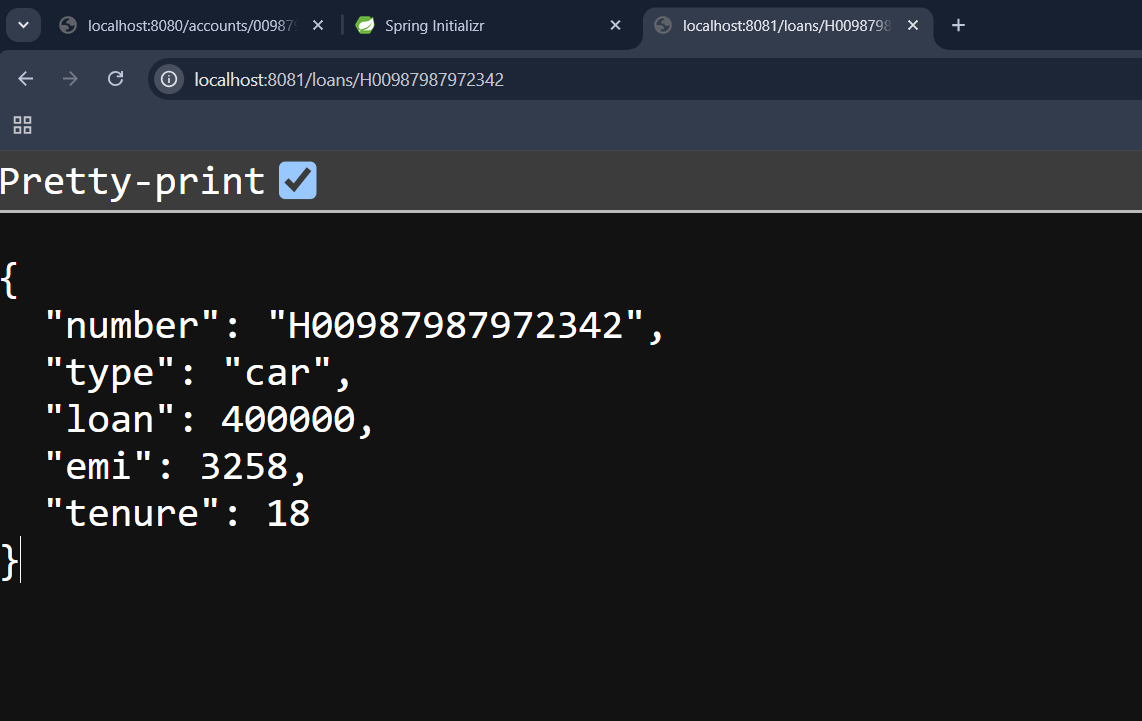 localhost:8080/accounts/00987
Spring Initializr
localhost:8081/loans/H0098798
localhost:8081/loans/H00987987972342
Pretty-print
{
"number": "H00987987972342",
"type": "car",
"loan": 400000,
"emi": 3258,
"tenure": 18
}